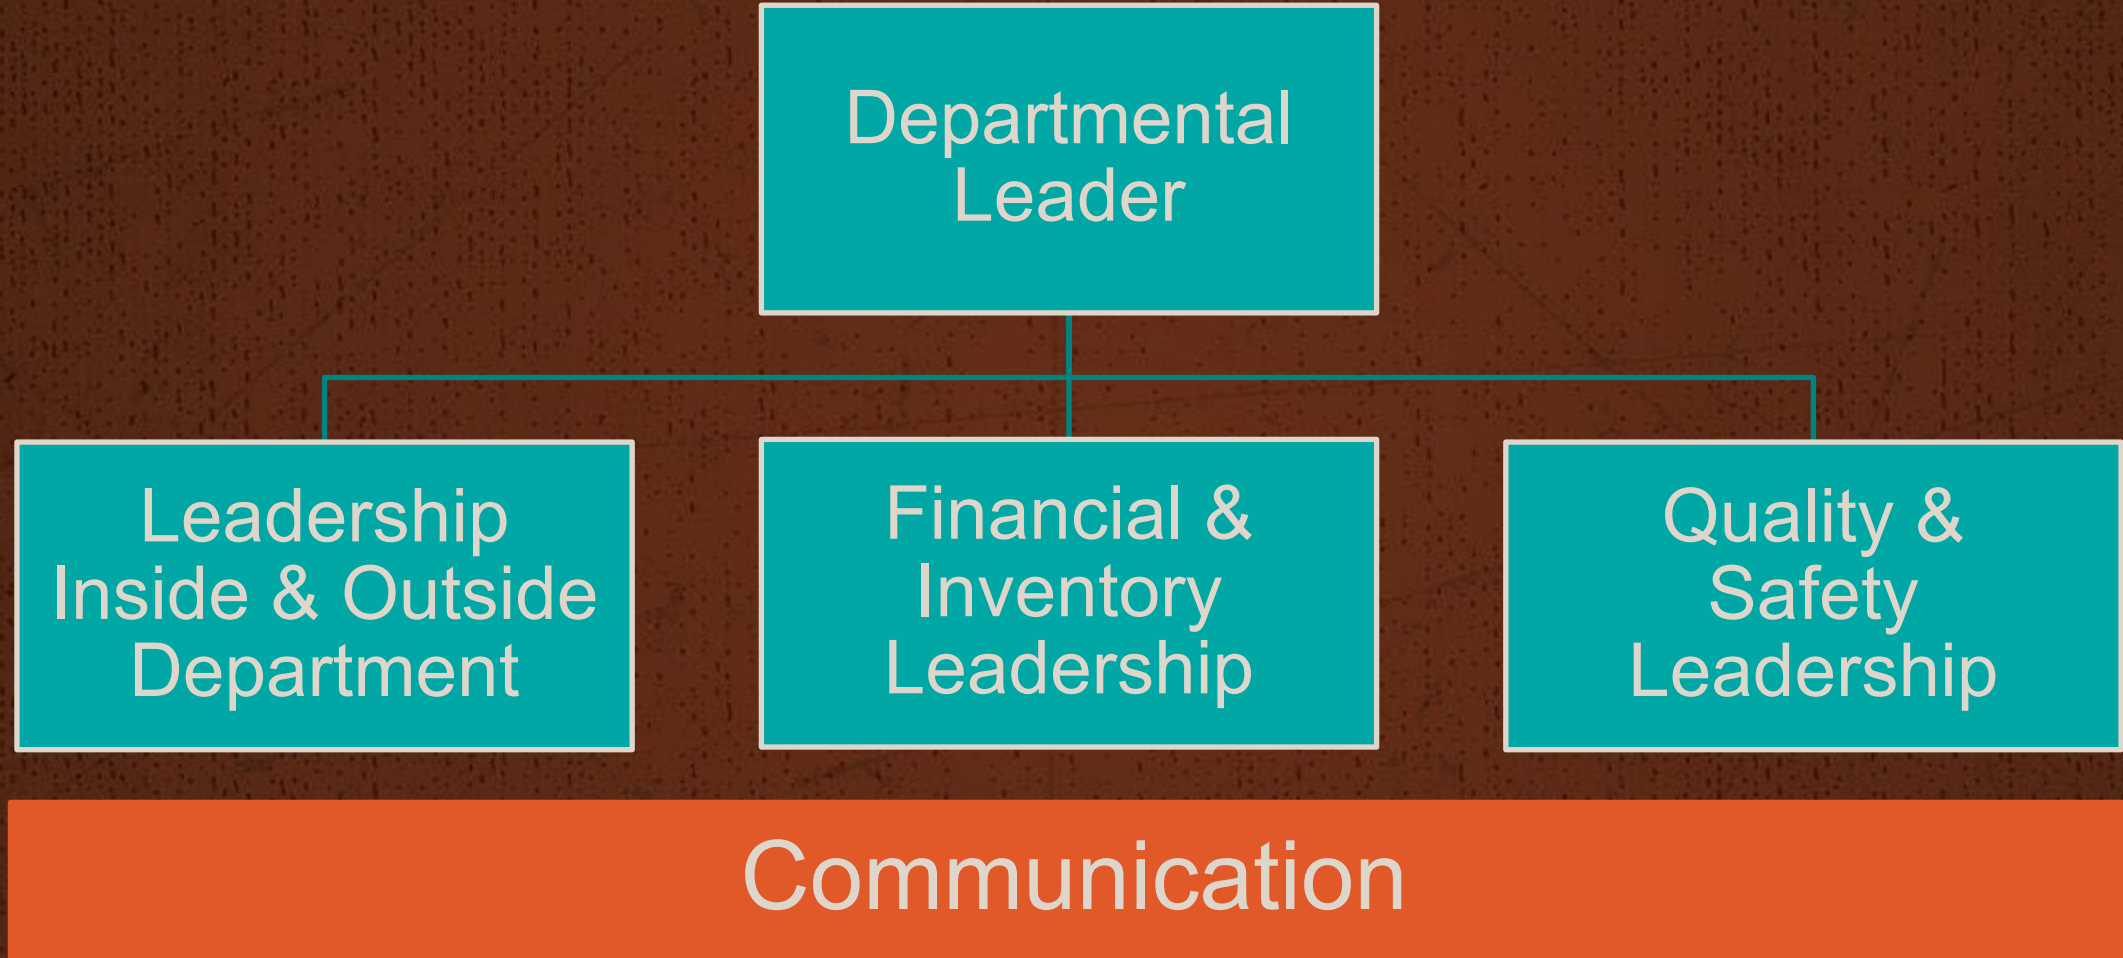 Departmental
Leader
Leadership
Inside & Outside
Department
Financial &
Inventory
Leadership
Quality &
Safety
Leadership
Communication